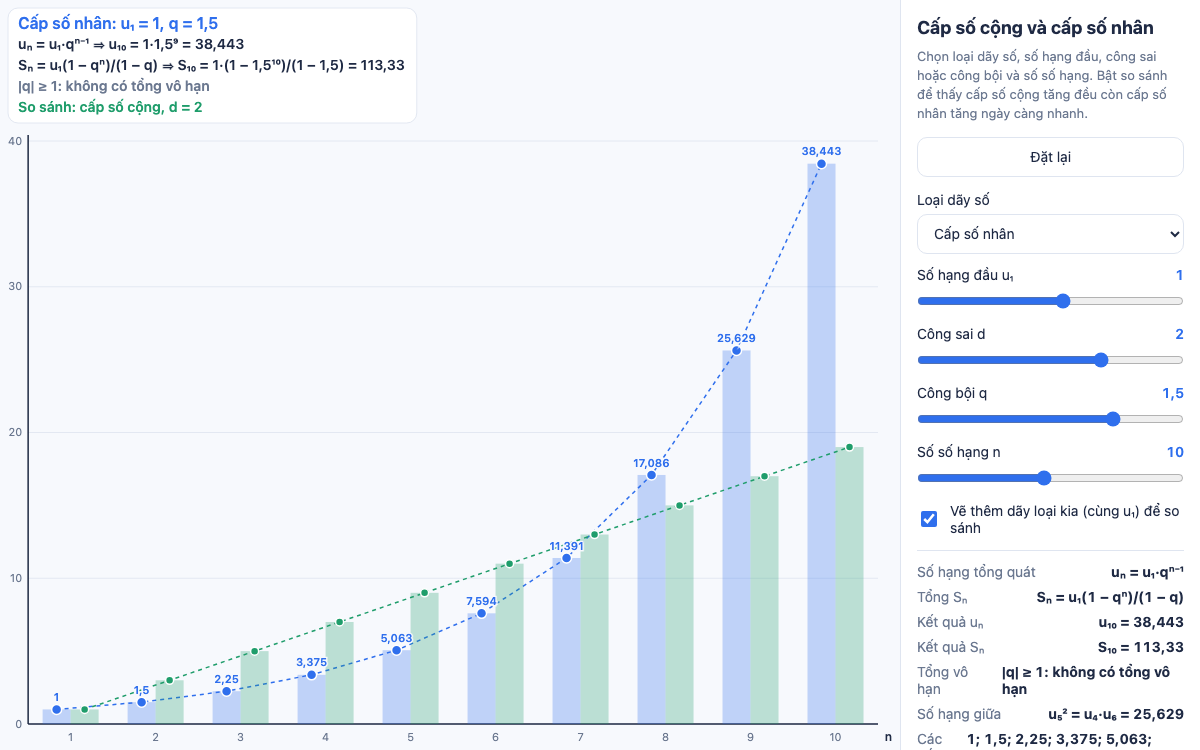 Cấp số nhân: u₁ = 1, q = 1,5
uₙ = u₁·qⁿ⁻¹ ⇒ u₁₀ = 1·1,5⁹ = 38,443
Sₙ = u₁(1 − qⁿ)/(1 − q) ⇒ S₁₀ = 1·(1 − 1,5¹⁰)/(1 − 1,5) = 113,33
|q| ≥ 1: không có tổng vô hạn
So sánh: cấp số cộng, d = 2
40
30
20
10
0
1
1,5
2,25
3,375
5,063
7,594
11,391
17,086
25,629
38,443
1 2 3 4 5 6 7 8 9 10 n
Cấp số cộng và cấp số nhân
Chọn loại dãy số, số hạng đầu, công sai
hoặc công bội và số số hạng. Bật so sánh
để thấy cấp số cộng tăng đều còn cấp số
nhân tăng ngày càng nhanh.
Đặt lại
Loại dãy số
Cấp số nhân
Số hạng đầu u₁ 1
Công sai d 2
Công bội q 1,5
Số số hạng n 10
Vẽ thêm dãy loại kia (cùng u₁) để so
sánh
Số hạng tổng quát uₙ = u₁·qⁿ⁻¹
Tổng Sₙ Sₙ = u₁(1 − qⁿ)/(1 − q)
Kết quả uₙ u₁₀ = 38,443
Kết quả Sₙ S₁₀ = 113,33
Tổng vô |q| ≥ 1: không có tổng vô
hạn hạn
Số hạng giữa u₅² = u₄·u₆ = 25,629
Các 1; 1,5; 2,25; 3,375; 5,063;